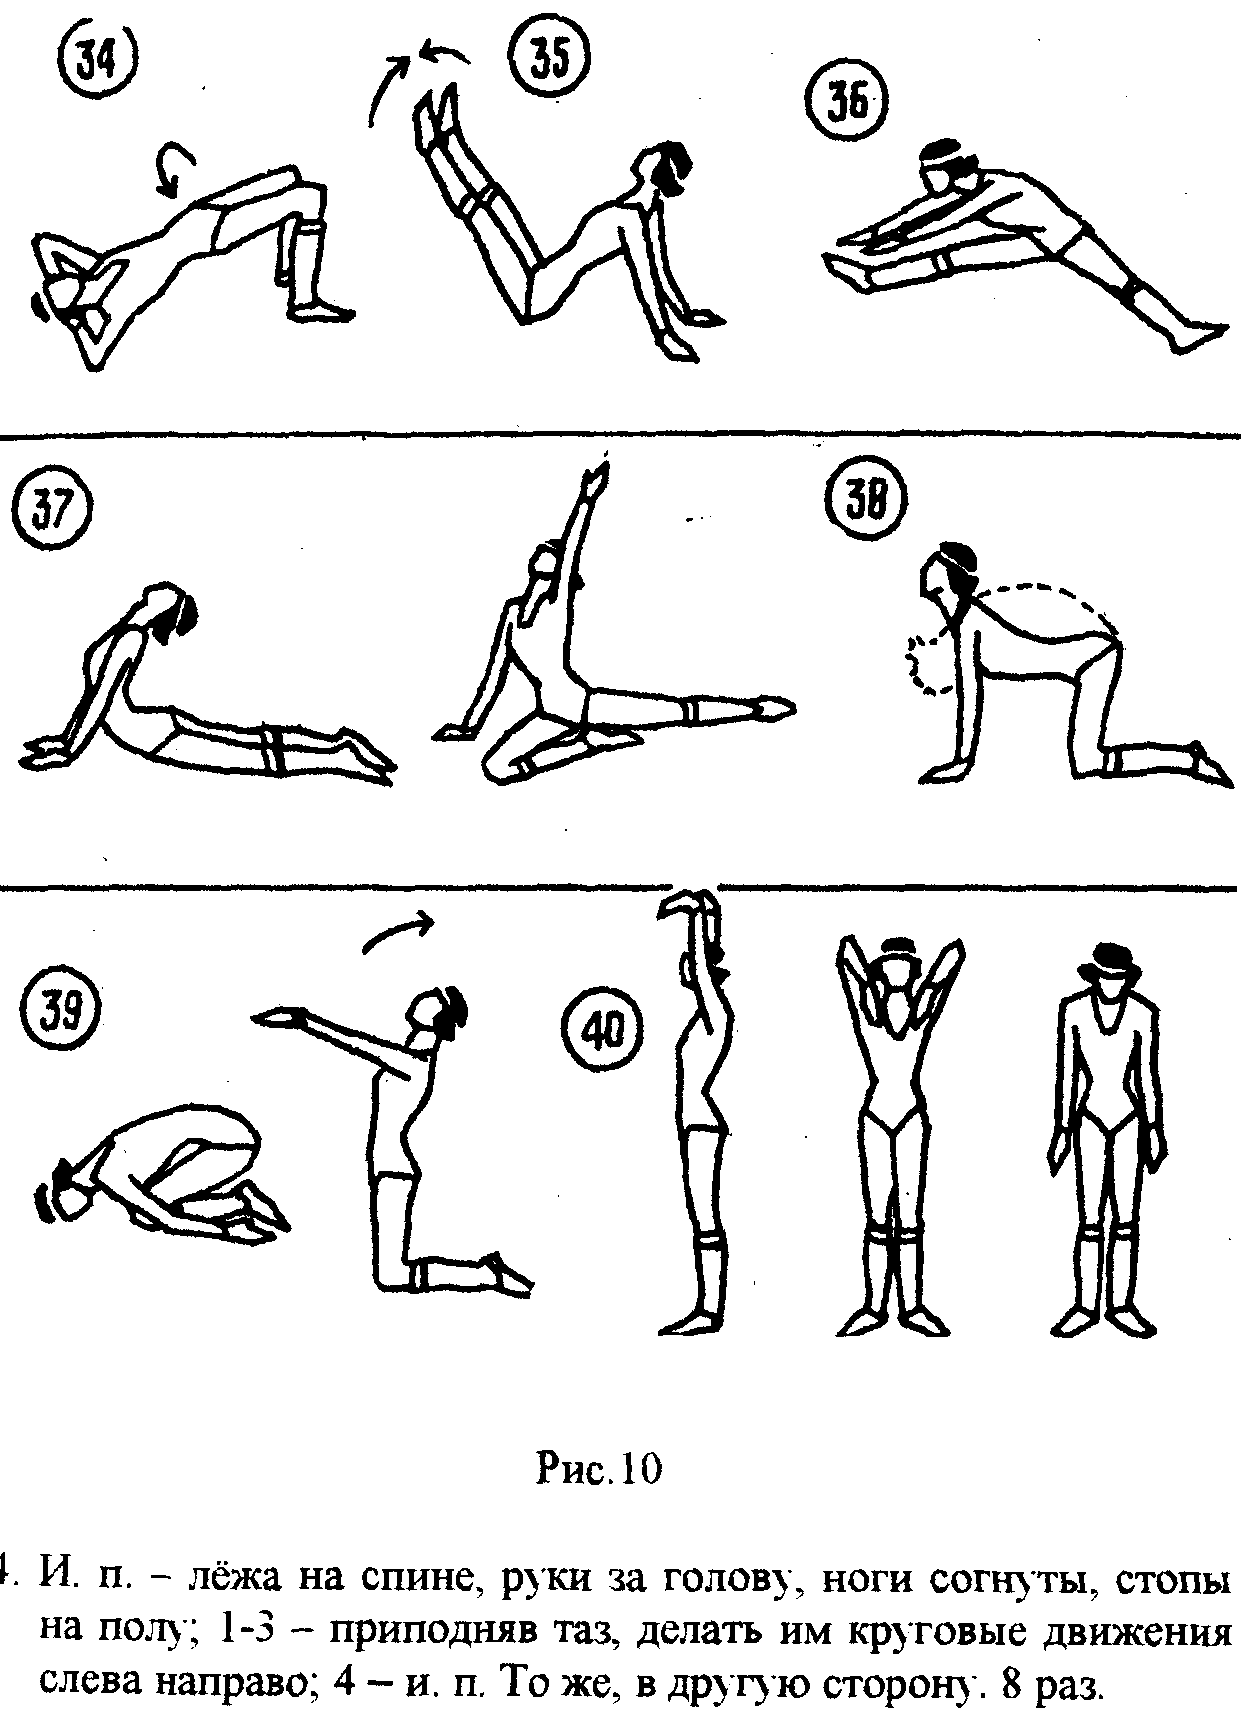 34
35
36
37
38
39
40
Рис.10
4. И. п. – лёжа на спине, руки за голову, ноги согнуты, стопы
на полу; 1-3 – приподняв таз, делать им круговые движения
слева направо; 4 – и. п. То же, в другую сторону. 8 раз.